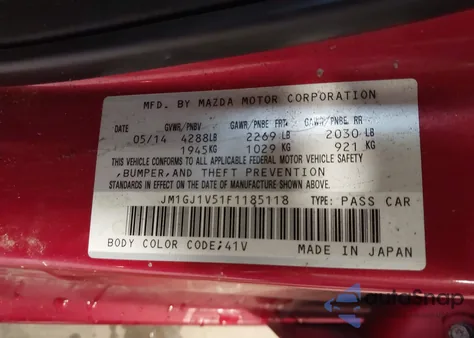 MFD. BY MAZDA MOTOR CORPORATION
DATE GVWR/PNBV GAWR/PNBE FRT GAWR/PNBE RR
05/14 4288LB 2269 LB 2030 LB
1945KG 1029 KG 921 KG
THIS VEHICLE CONFORMS TO ALL APPLICABLE FEDERAL MOTOR VEHICLE SAFETY
,BUMPER,AND THEFT PREVENTION
STANDARDS IN EFFECT ON THE DATE OF MANUFACTURE SHOWN ABOVE.
JM1GJ1V51F1185118 TYPE: PASS CAR
BODY COLOR CODE;41V MADE IN JAPAN
autoSnap